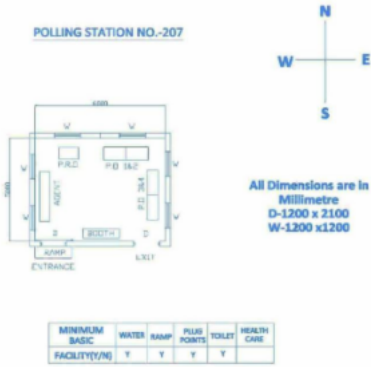 POLLING STATION NO.-207
N
W E
S
W W
P.R.O P.O 1&2
W W
AGENT P.O 3&4
W W
D BOOTH D
RAMP
ENTRANCE EXIT
All Dimensions are in
Millimetre
D-1200 x 2100
W-1200 x1200
MINIMUM BASIC FACILITY(Y/N) WATER RAMP PLUG POINTS TOILET HEALTH CARE
Y Y Y Y